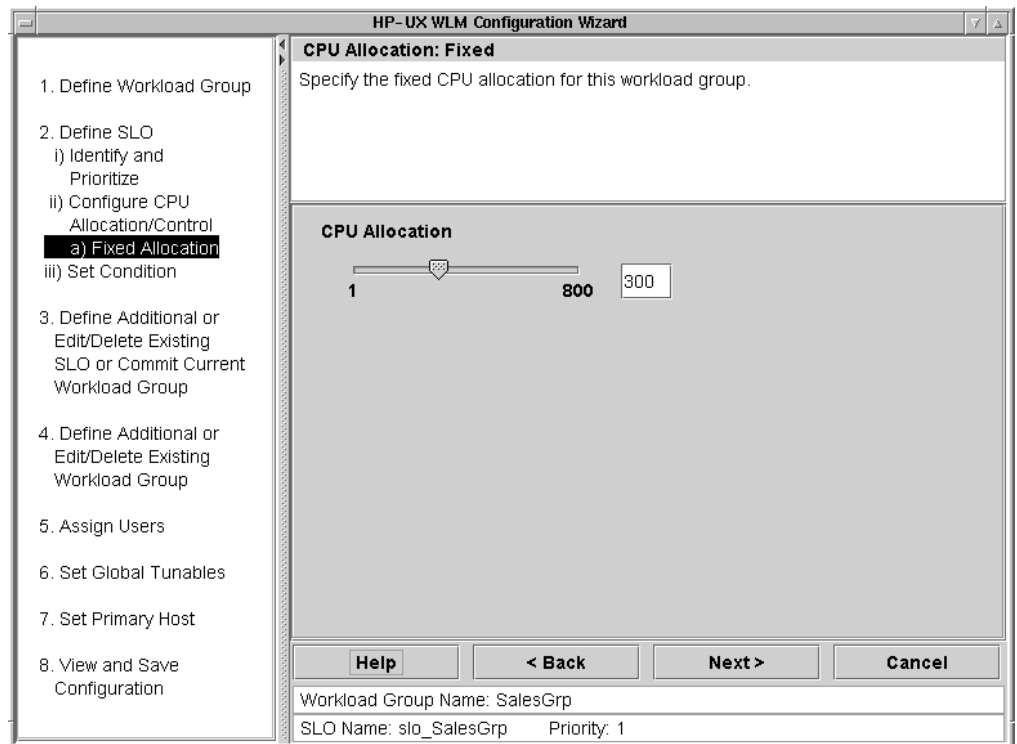 HP-UX WLM Configuration Wizard
1. Define Workload Group
2. Define SLO
i) Identify and
Prioritize
ii) Configure CPU
Allocation/Control
a) Fixed Allocation
iii) Set Condition
3. Define Additional or
Edit/Delete Existing
SLO or Commit Current
Workload Group
4. Define Additional or
Edit/Delete Existing
Workload Group
5. Assign Users
6. Set Global Tunables
7. Set Primary Host
8. View and Save
Configuration
CPU Allocation: Fixed
Specify the fixed CPU allocation for this workload group.
CPU Allocation
1 800 300
Help < Back Next > Cancel
Workload Group Name: SalesGrp
SLO Name: slo_SalesGrp Priority: 1